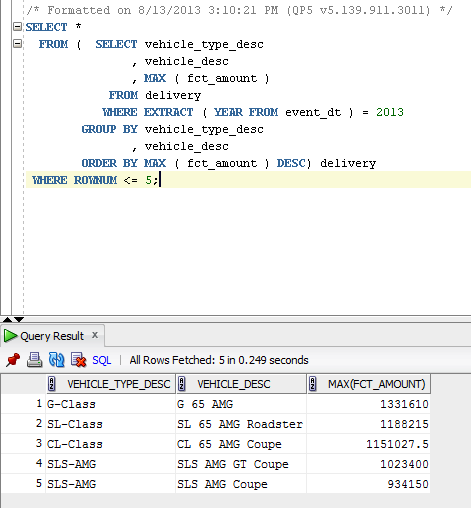 /* Formatted on 8/13/2013 3:10:21 PM (QP5 v5.139.911.3011) */
SELECT *
FROM ( SELECT vehicle_type_desc
, vehicle_desc
, MAX ( fct_amount )
FROM delivery
WHERE EXTRACT ( YEAR FROM event_dt ) = 2013
GROUP BY vehicle_type_desc
, vehicle_desc
ORDER BY MAX ( fct_amount ) DESC) delivery
WHERE ROWNUM <= 5;
Query Result x
SQL | All Rows Fetched: 5 in 0.249 seconds
VEHICLE_TYPE_DESC VEHICLE_DESC MAX(FCT_AMOUNT)
1 G-Class G 65 AMG 1331610
2 SL-Class SL 65 AMG Roadster 1188215
3 CL-Class CL 65 AMG Coupe 1151027.5
4 SLS-AMG SLS AMG GT Coupe 1023400
5 SLS-AMG SLS AMG Coupe 934150